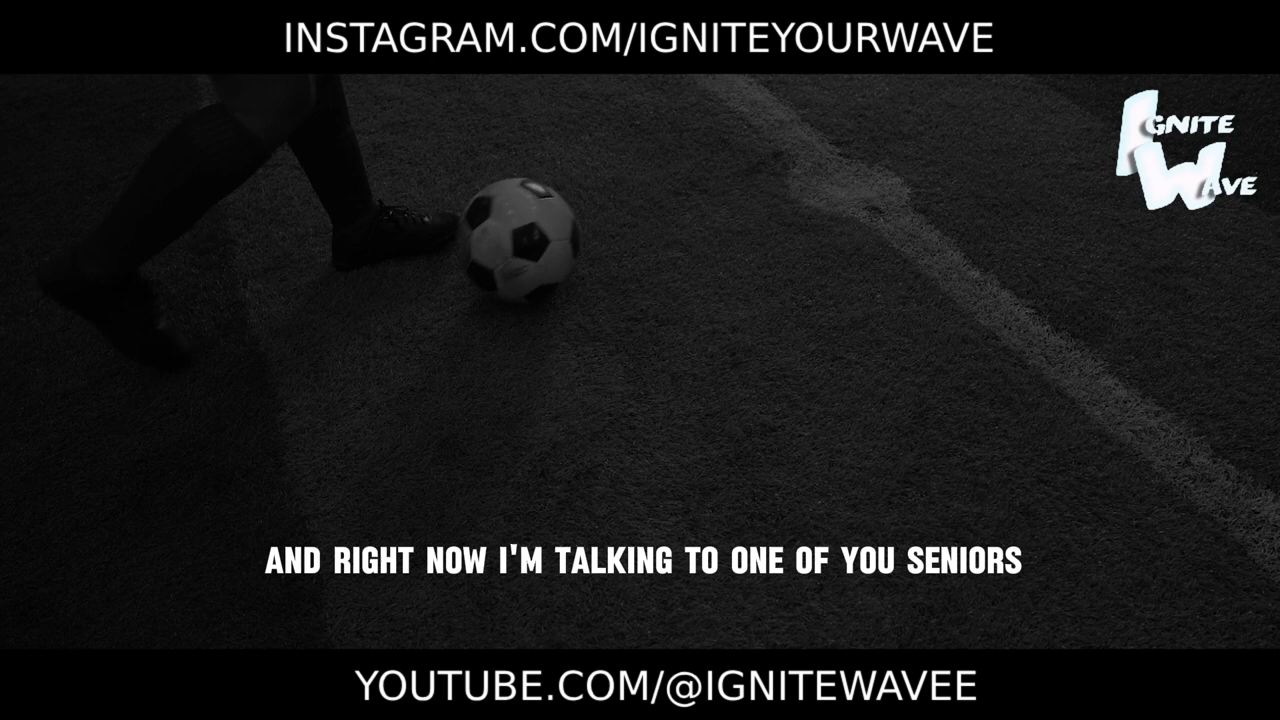 INSTAGRAM.COM/IGNITEYOURWAVE
IGNITE
WAVE
AND RIGHT NOW I'M TALKING TO ONE OF YOU SENIORS
YOUTUBE.COM/@IGNITEWAVEE